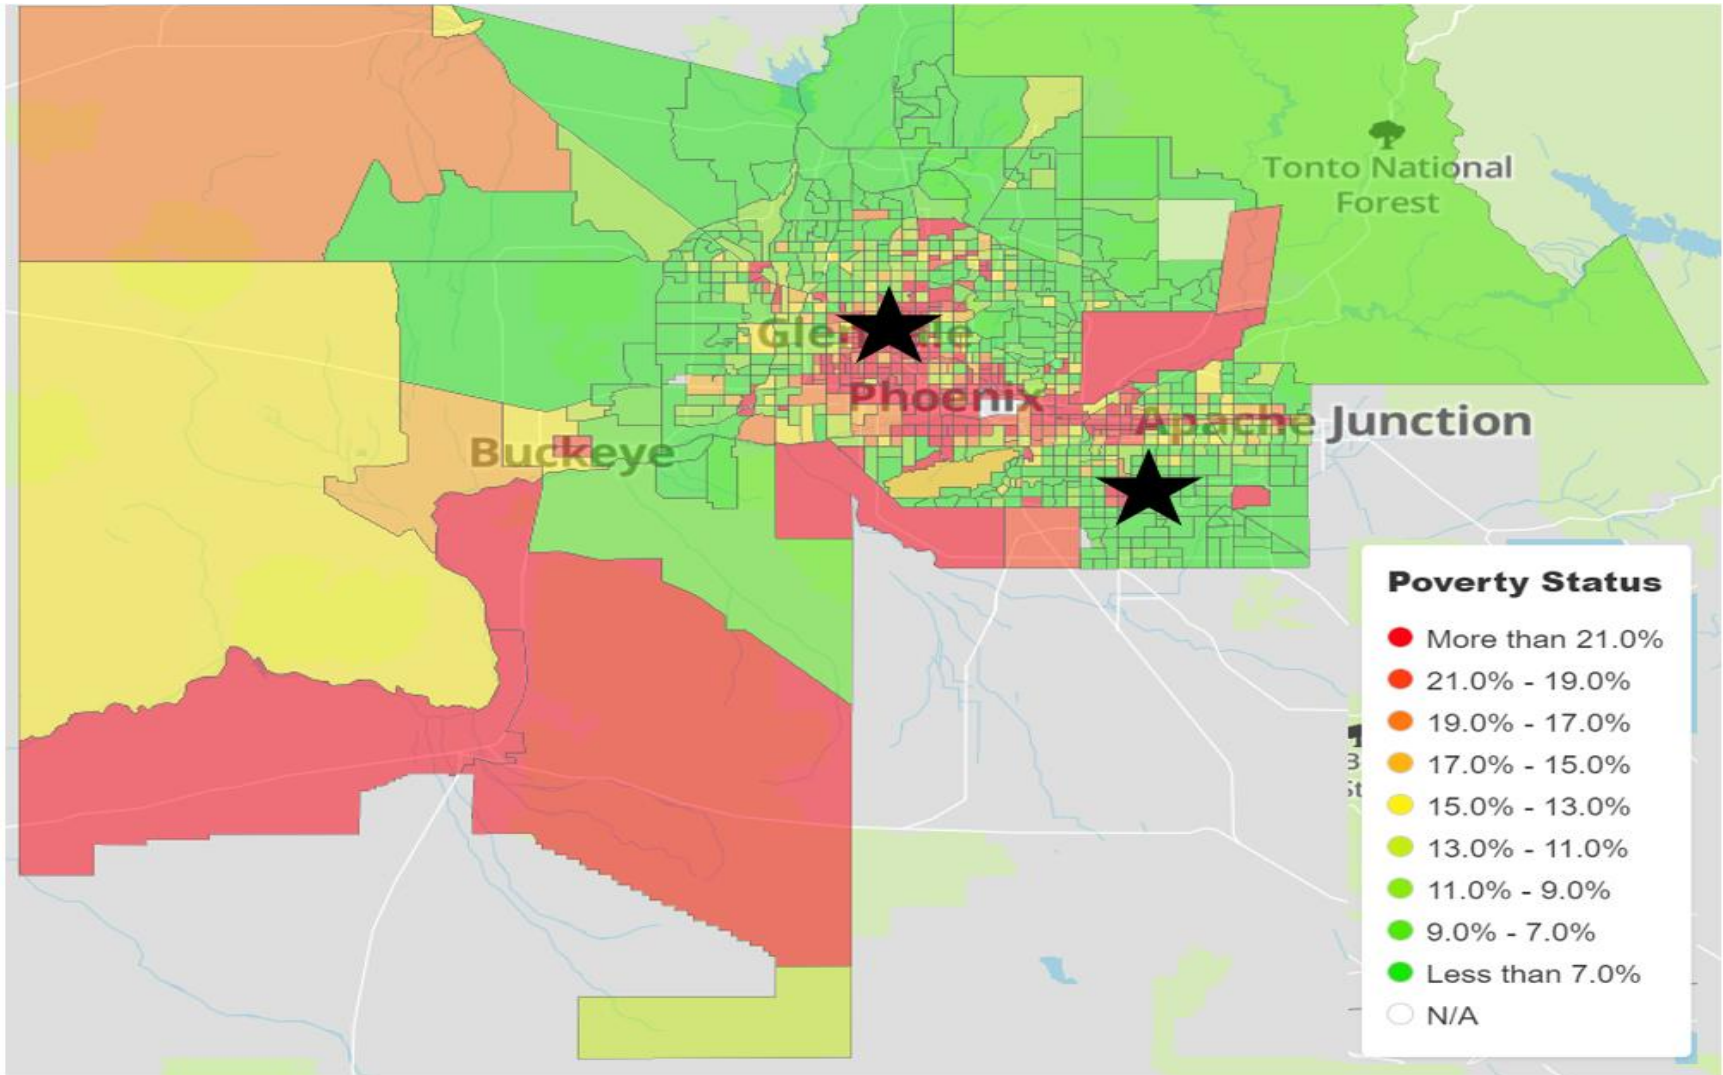 Tonto National
Forest
Phoenix
Apache Junction
Buckeye
Poverty Status
More than 21.0%
21.0% - 19.0%
19.0% - 17.0%
17.0% - 15.0%
15.0% - 13.0%
13.0% - 11.0%
11.0% - 9.0%
9.0% - 7.0%
Less than 7.0%
N/A